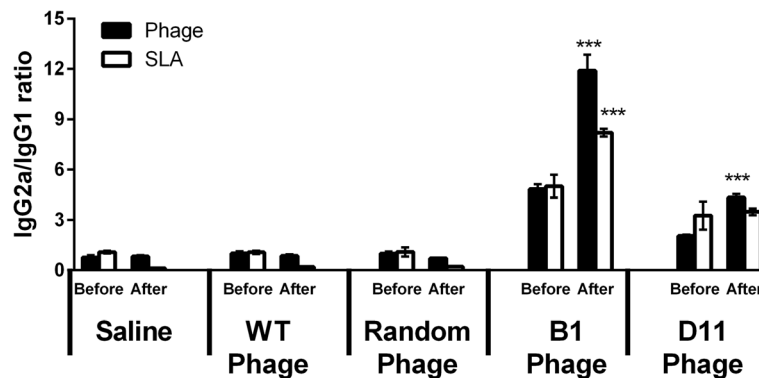 15
12
9
6
3
0
IgG2a/IgG1 ratio
Phage
SLA
***
***
***
Before After Before After Before After Before After Before After
Saline WT Random B1 D11
Phage Phage Phage Phage